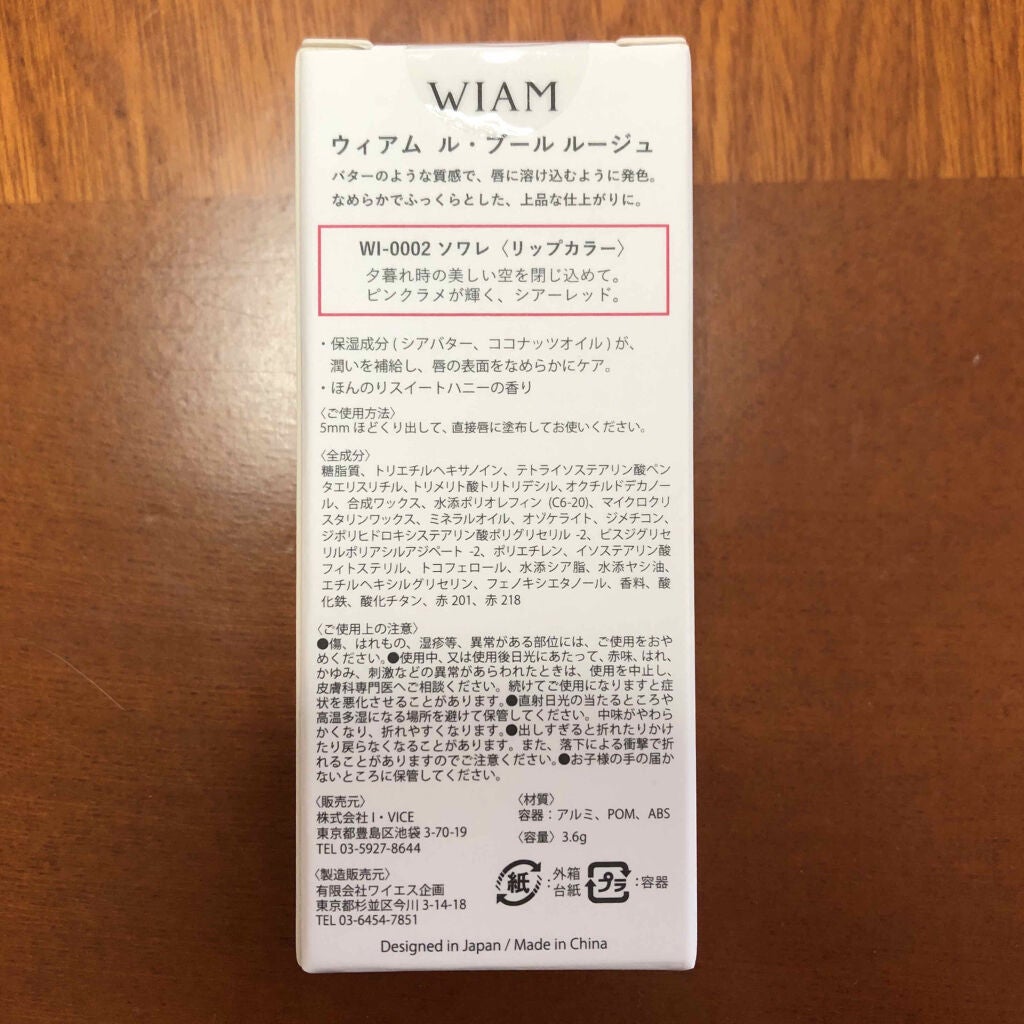 WIAM
ウィアム ル・ブール ルージュ
バターのような質感で、唇に溶け込むように発色。
なめらかでふっくらとした、上品な仕上がりに。
WI-0002 ソワレ〈リップカラー〉
夕暮れ時の美しい空を閉じ込めて。
ピンクラメが輝く、シアーレッド。
・保湿成分 ( シアバター、ココナッツオイル ) が、
潤いを補給し、唇の表面をなめらかにケア。
・ほんのりスイートハニーの香り
〈ご使用方法〉
5mm ほどくり出して、直接唇に塗布してお使いください。
〈全成分〉
糖脂質、トリエチルヘキサノイン、テトライソステアリン酸ペン
タエリスリチル、トリメリト酸トリトリデシル、オクチルドデカノー
ル、合成ワックス、水添ポリオレフィン (C6-20)、マイクロクリ
スタリンワックス、ミネラルオイル、オゾケライト、ジメチコン、
ジポリヒドロキシステアリン酸ポリグリセリル -2、ビスジグリセ
リルポリアシルアジペート -2、ポリエチレン、イソステアリン酸
フィトステリル、トコフェロール、水添シア脂、水添ヤシ油、
エチルヘキシルグリセリン、フェノキシエタノール、香料、酸
化鉄、酸化チタン、赤 201、赤 218
〈ご使用上の注意〉
●傷、はれもの、湿疹等、異常がある部位には、ご使用をおや
めください。●使用中、又は使用後日光にあたって、赤味、はれ、
かゆみ、刺激などの異常があらわれたときは、使用を中止し、
皮膚科専門医へご相談ください。続けてご使用になりますと症
状を悪化させることがあります。●直射日光の当たるところや
高温多湿になる場所を避けて保管してください。中味がやわら
かくなり、折れやすくなります。●出しすぎると折れたりかけ
たり戻らなくなることがあります。また、落下による衝撃で折
れることがありますのでご注意ください。●お子様の手の届か
ないところに保管してください。
〈販売元〉
株式会社 I・VICE
東京都豊島区池袋 3-70-19
TEL 03-5927-8644
〈材質〉
容器：アルミ、POM、ABS
〈容量〉3.6g
〈製造販売元〉
有限会社ワイエス企画
東京都杉並区今川 3-14-18
TEL 03-6454-7851
紙：外箱
台紙
プラ：容器
Designed in Japan / Made in China